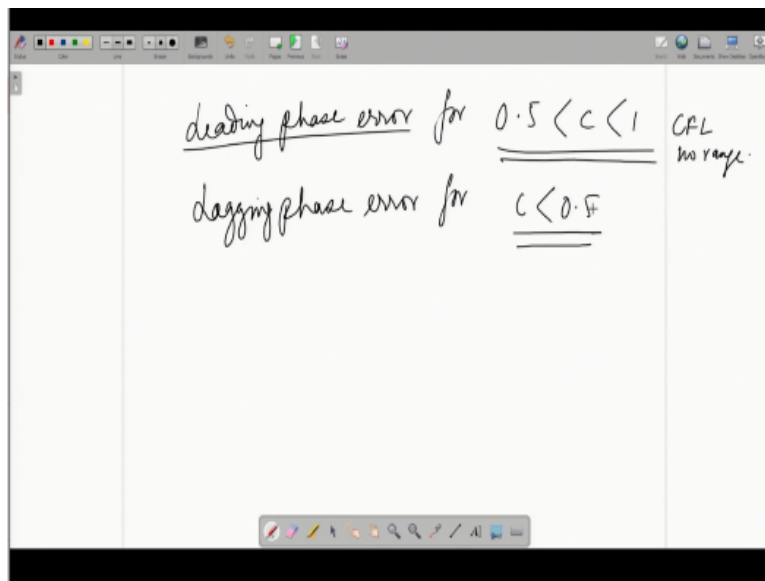 Leading phase error for 0.5 < c < 1 CFL
no range.
Lagging phase error for c < 0.5